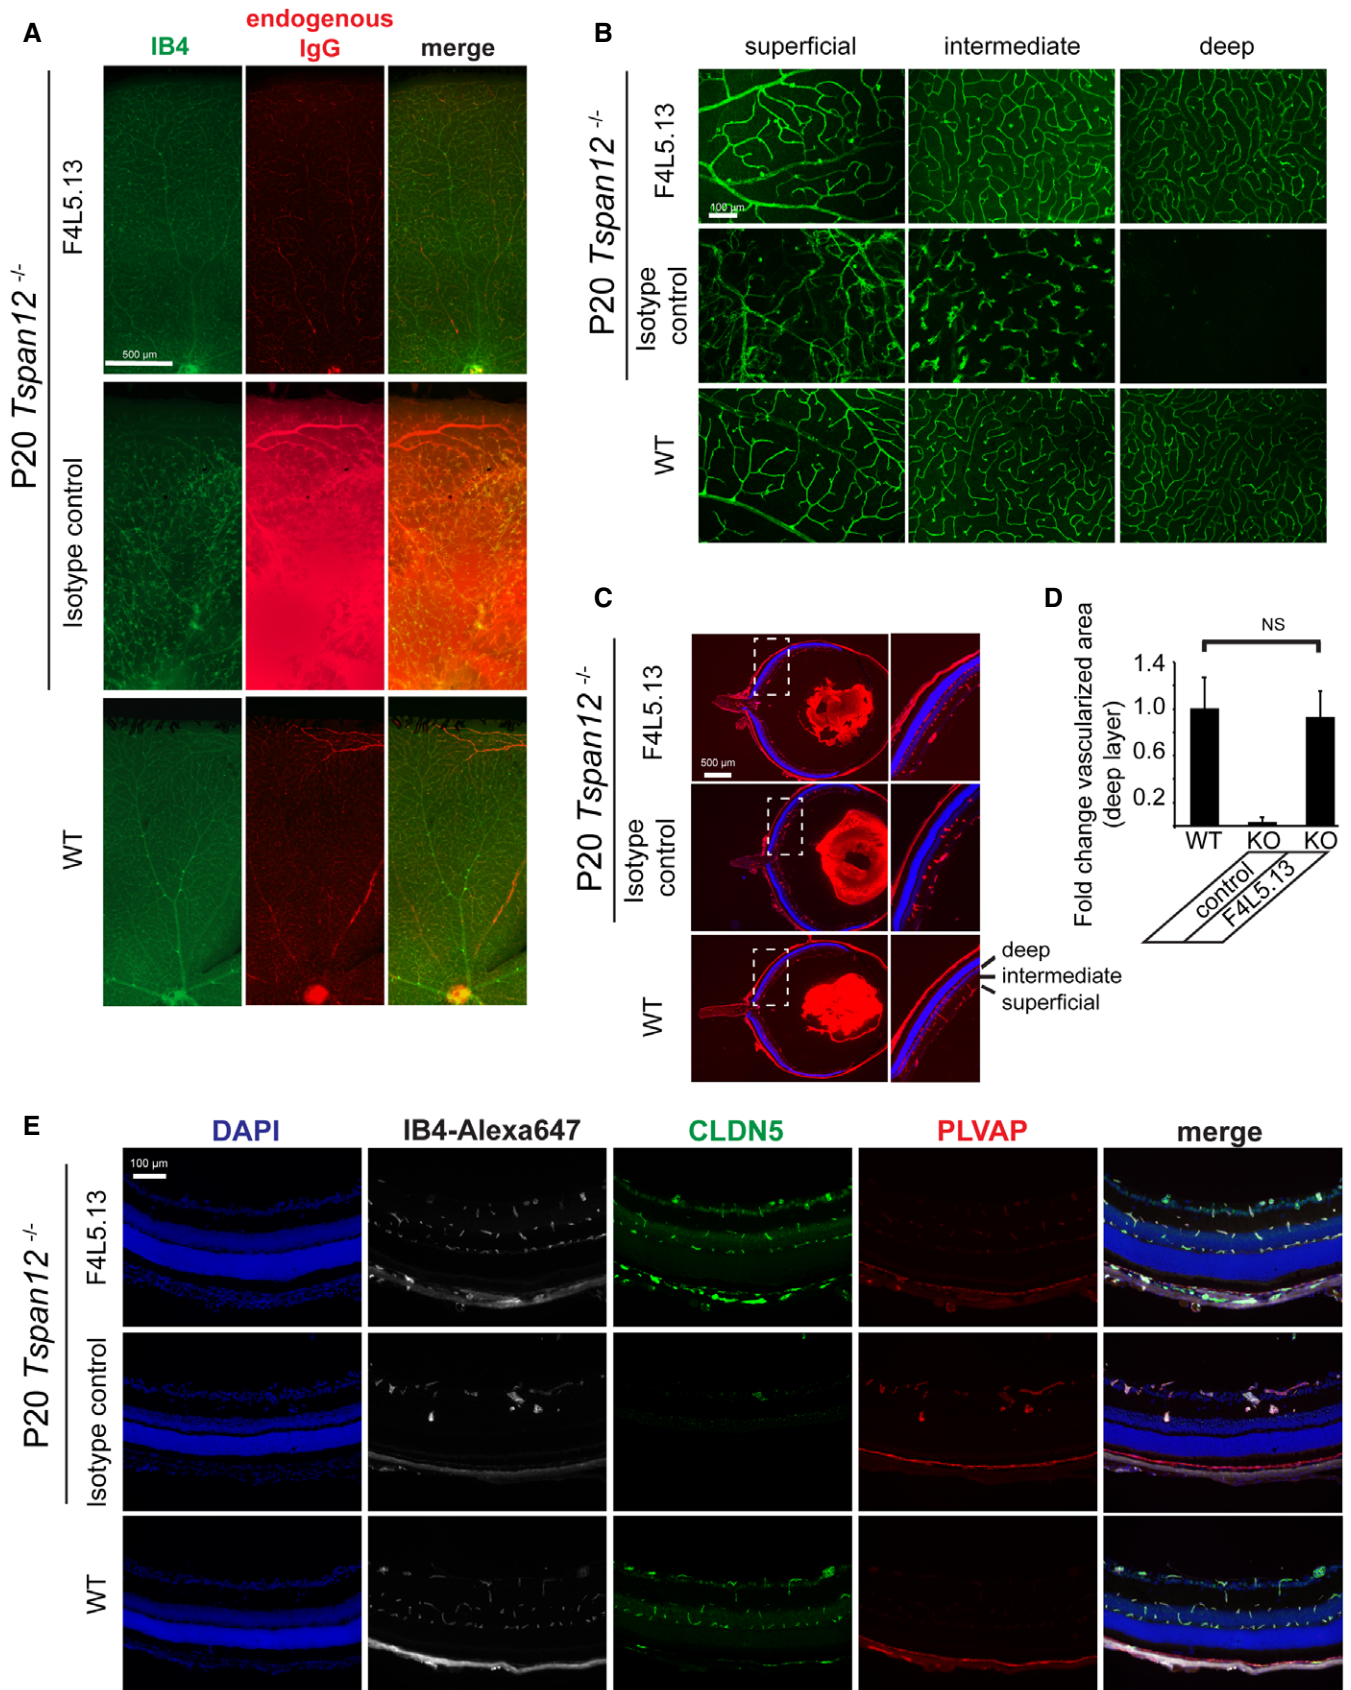 A
IB4
endogenous
IgG
merge
P20 Tspan12 -/-
F4L5.13
500 µm
Isotype control
WT
B
superficial
intermediate
deep
P20 Tspan12 -/-
F4L5.13
100 µm
Isotype
control
WT
C
P20 Tspan12 -/-
F4L5.13
500 µm
Isotype
control
WT
deep
intermediate
superficial
D
NS
Fold change vascularized area
(deep layer)
1.4
1.0
0.6
0.2
WT
KO
KO
control
F4L5.13
E
DAPI
IB4-Alexa647
CLDN5
PLVAP
merge
P20 Tspan12 -/-
F4L5.13
100 µm
Isotype control
WT